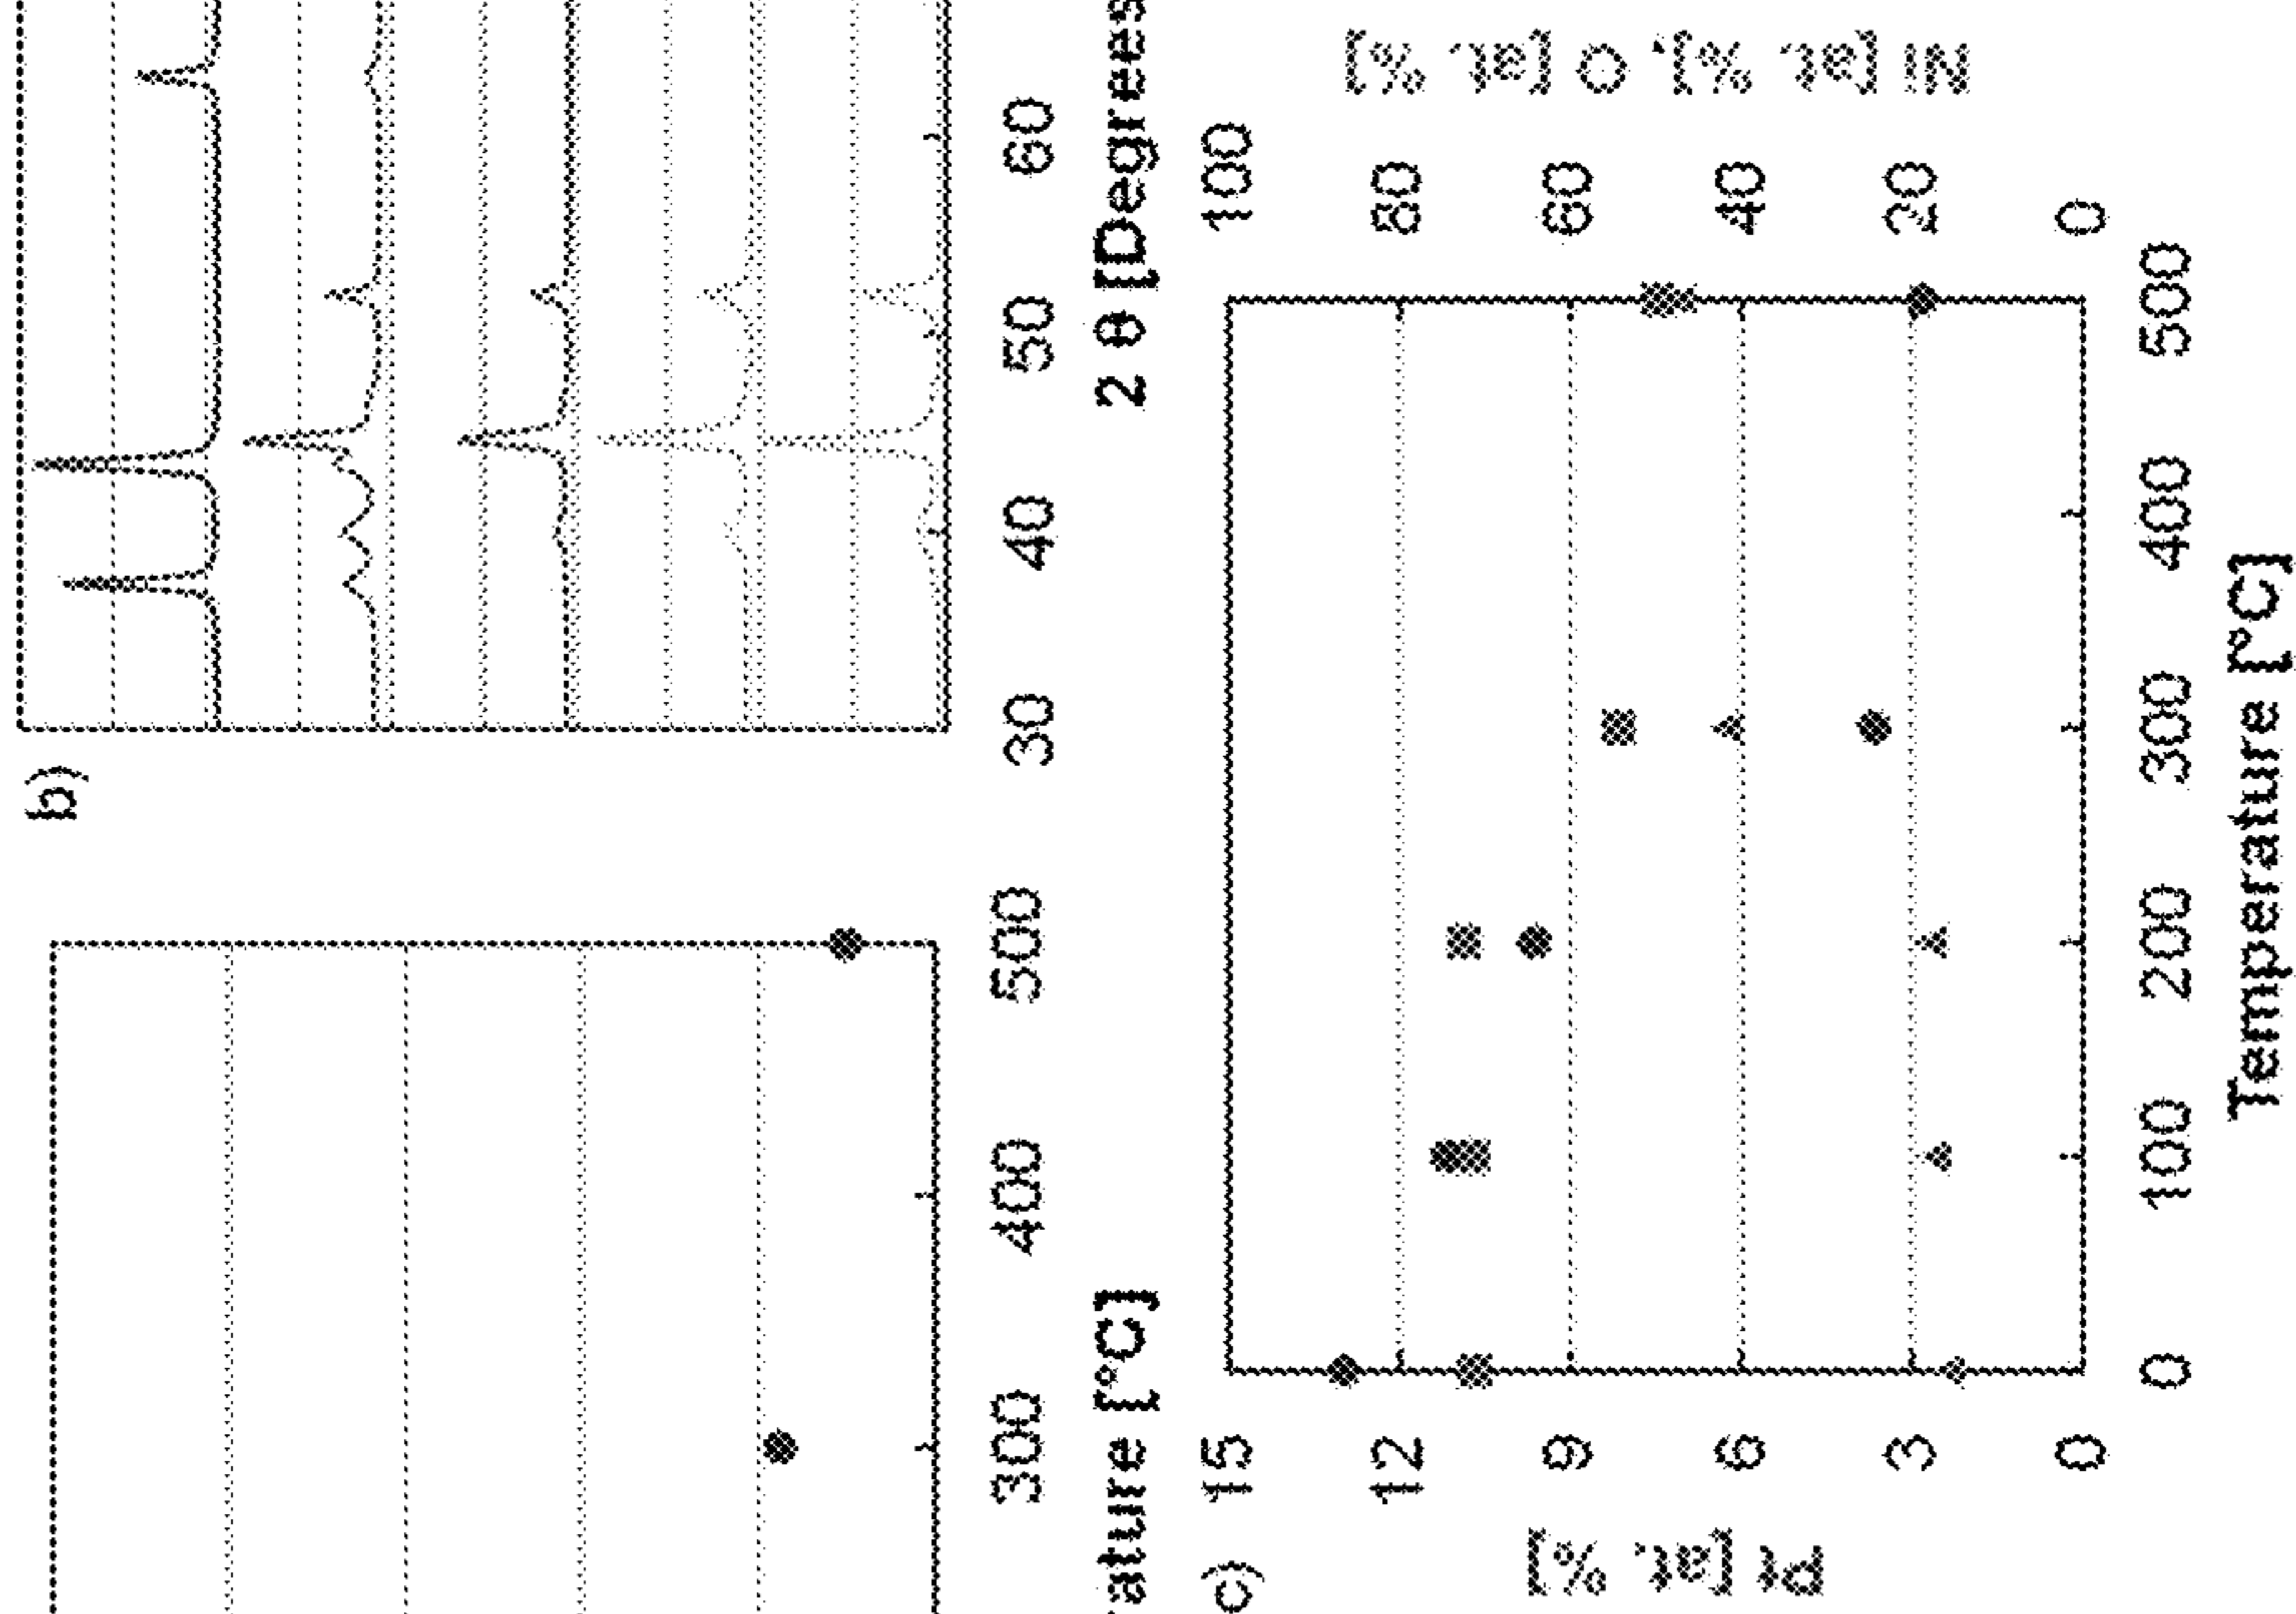 b)
30 40 50 60
2 θ [Degrees
300 400 500
ature [°C]
c)
Pt [at. %]
15
12
9
6
3
0
100
80
60
40
20
0
Ni [at. %], O [at. %]
0 100 200 300 400 500
Temperature [°C]